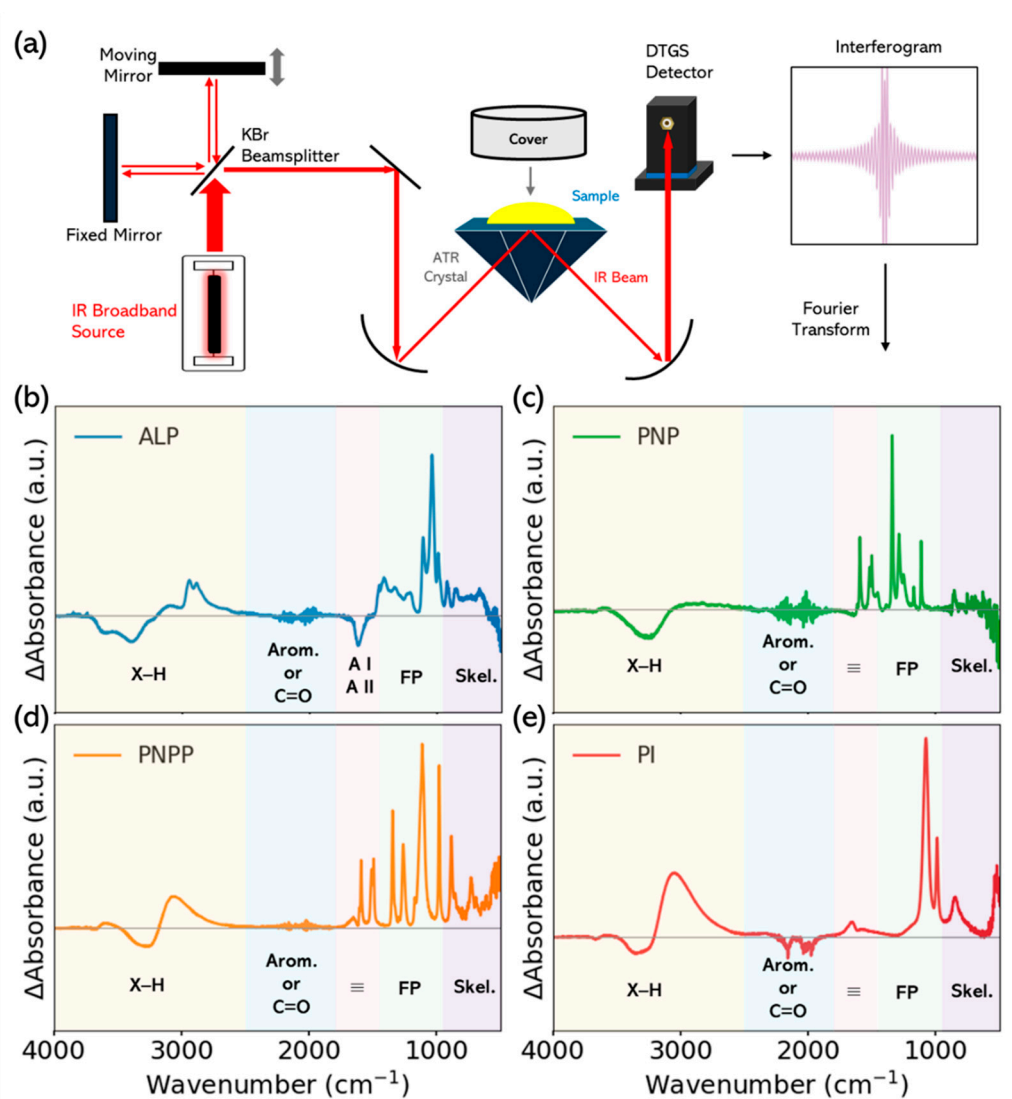 (a)
Moving
Mirror
KBr
Beamsplitter
Fixed Mirror
IR Broadband
Source
Cover
Sample
ATR
Crystal
IR Beam
DTGS
Detector
Interferogram
Fourier
Transform
(b)
ΔAbsorbance (a.u.)
ALP
X–H
Arom.
or
C=O
A I
A II
FP
Skel.
(c)
ΔAbsorbance (a.u.)
PNP
X–H
Arom.
or
C=O
≡
FP
Skel.
(d)
ΔAbsorbance (a.u.)
PNPP
X–H
Arom.
or
C=O
≡
FP
Skel.
4000 3000 2000 1000
Wavenumber (cm⁻¹)
(e)
ΔAbsorbance (a.u.)
PI
X–H
Arom.
or
C=O
≡
FP
Skel.
4000 3000 2000 1000
Wavenumber (cm⁻¹)